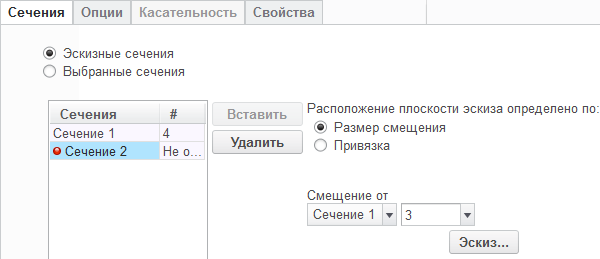 Сечения Опции Касательность Свойства
Эскизные сечения
Выбранные сечения
Сечения #
Сечение 1 4
Сечение 2 Не о...
Вставить
Удалить
Расположение плоскости эскиза определено по:
Размер смещения
Привязка
Смещение от
Сечение 1 3
Эскиз...